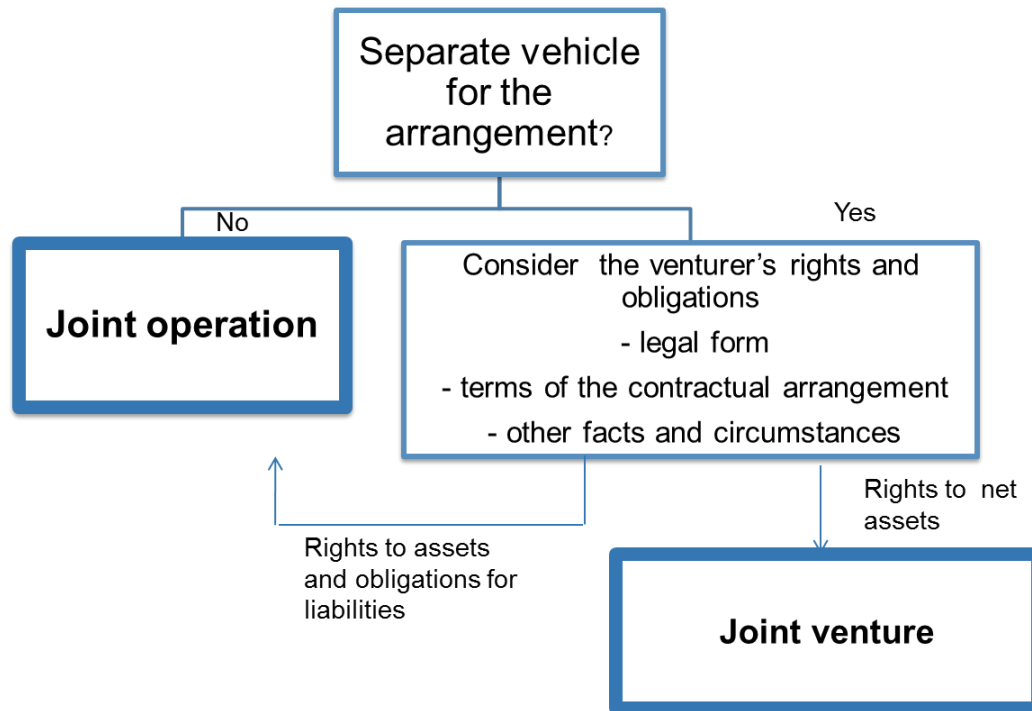 Separate vehicle
for the
arrangement?
No
Yes
Joint operation
Consider the venturer’s rights and
obligations
- legal form
- terms of the contractual arrangement
- other facts and circumstances
Rights to assets
and obligations for
liabilities
Rights to net
assets
Joint venture